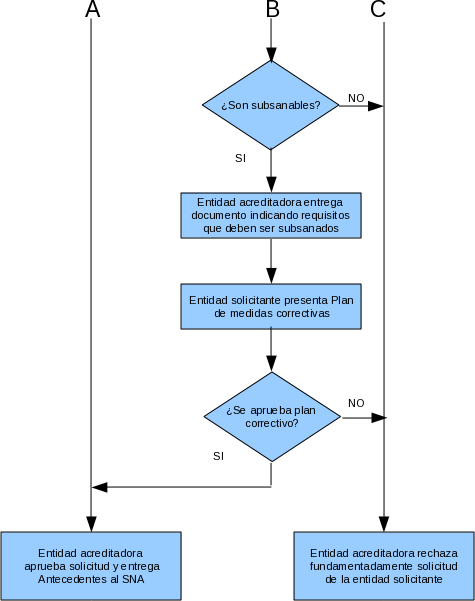 A B C
¿Son subsanables?
NO
SI
Entidad acreditadora entrega
documento indicando requisitos
que deben ser subsanados
Entidad solicitante presenta Plan
de medidas correctivas
¿Se aprueba plan
correctivo?
NO
SI
Entidad acreditadora
aprueba solicitud y entrega
Antecedentes al SNA
Entidad acreditadora rechaza
fundamentadamente solicitud
de la entidad solicitante